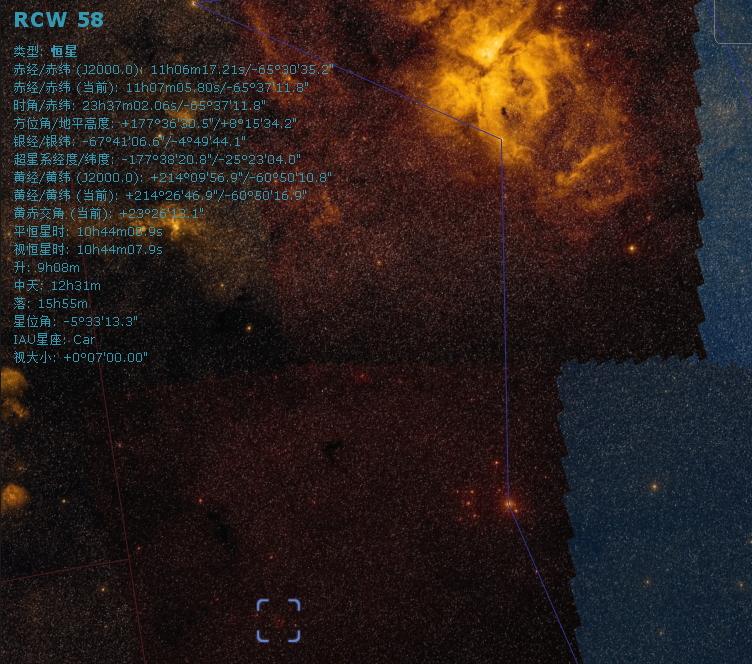 RCW 58
类型: 恒星
赤经/赤纬 (J2000.0): 11h06m17.21s/-65°30'35.2"
赤经/赤纬 (当前): 11h07m05.80s/-65°37'11.8"
时角/赤纬: 23h37m02.06s/-65°37'11.8"
方位角/地平高度: +177°36'30.5"/+8°15'34.2"
银经/银纬: -67°41'06.6"/-4°49'44.1"
超星系经度/纬度: -177°38'20.8"/-25°23'04.0"
黄经/黄纬 (J2000.0): +214°09'56.9"/-60°50'10.8"
黄经/黄纬 (当前): +214°26'46.9"/-60°50'16.9"
黄赤交角 (当前): +23°26'13.1"
平恒星时: 10h44m08.9s
视恒星时: 10h44m07.9s
升: 9h08m
中天: 12h31m
落: 15h55m
星位角: -5°33'13.3"
IAU星座: Car
视大小: +0°07'00.00"